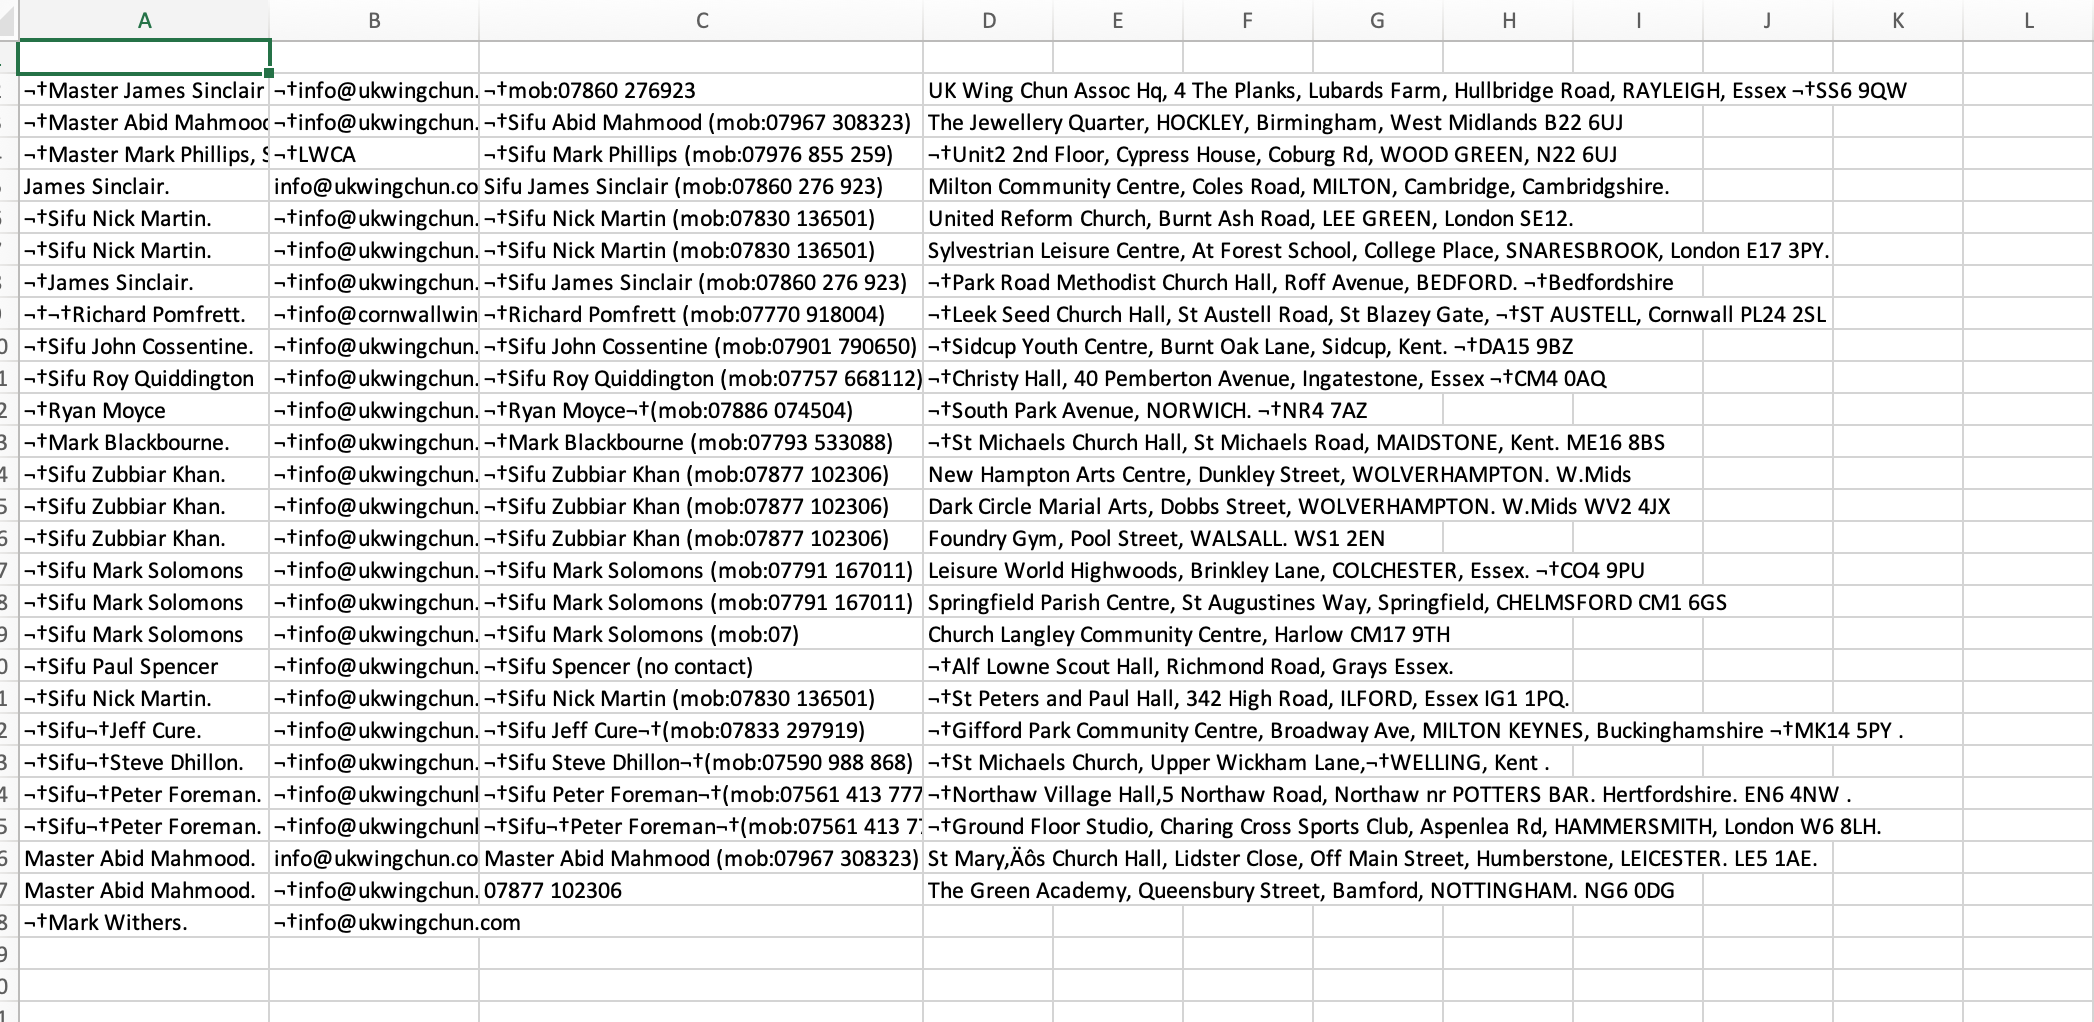 A B C D E F G H I J K L
¬†Master James Sinclair ¬†info@ukwingchun. ¬†mob:07860 276923 UK Wing Chun Assoc Hq, 4 The Planks, Lubards Farm, Hullbridge Road, RAYLEIGH, Essex ¬†SS6 9QW
¬†Master Abid Mahmood ¬†info@ukwingchun. ¬†Sifu Abid Mahmood (mob:07967 308323) The Jewellery Quarter, HOCKLEY, Birmingham, West Midlands B22 6UJ
¬†Master Mark Phillips, S ¬†LWCA ¬†Sifu Mark Phillips (mob:07976 855 259) ¬†Unit2 2nd Floor, Cypress House, Coburg Rd, WOOD GREEN, N22 6UJ
James Sinclair. info@ukwingchun.co Sifu James Sinclair (mob:07860 276 923) Milton Community Centre, Coles Road, MILTON, Cambridge, Cambridgshire.
¬†Sifu Nick Martin. ¬†info@ukwingchun. ¬†Sifu Nick Martin (mob:07830 136501) United Reform Church, Burnt Ash Road, LEE GREEN, London SE12.
¬†Sifu Nick Martin. ¬†info@ukwingchun. ¬†Sifu Nick Martin (mob:07830 136501) Sylvestrian Leisure Centre, At Forest School, College Place, SNARESBROOK, London E17 3PY.
¬†James Sinclair. ¬†info@ukwingchun. ¬†Sifu James Sinclair (mob:07860 276 923) ¬†Park Road Methodist Church Hall, Roff Avenue, BEDFORD. ¬†Bedfordshire
¬†¬†Richard Pomfrett. ¬†info@cornwallwin ¬†Richard Pomfrett (mob:07770 918004) ¬†Leek Seed Church Hall, St Austell Road, St Blazey Gate, ¬†ST AUSTELL, Cornwall PL24 2SL
¬†Sifu John Cossentine. ¬†info@ukwingchun. ¬†Sifu John Cossentine (mob:07901 790650) ¬†Sidcup Youth Centre, Burnt Oak Lane, Sidcup, Kent. ¬†DA15 9BZ
¬†Sifu Roy Quiddington ¬†info@ukwingchun. ¬†Sifu Roy Quiddington (mob:07757 668112) ¬†Christy Hall, 40 Pemberton Avenue, Ingatestone, Essex ¬†CM4 0AQ
¬†Ryan Moyce ¬†info@ukwingchun. ¬†Ryan Moyce¬†(mob:07886 074504) ¬†South Park Avenue, NORWICH. ¬†NR4 7AZ
¬†Mark Blackbourne. ¬†info@ukwingchun. ¬†Mark Blackbourne (mob:07793 533088) ¬†St Michaels Church Hall, St Michaels Road, MAIDSTONE, Kent. ME16 8BS
¬†Sifu Zubbiar Khan. ¬†info@ukwingchun. ¬†Sifu Zubbiar Khan (mob:07877 102306) New Hampton Arts Centre, Dunkley Street, WOLVERHAMPTON. W.Mids
¬†Sifu Zubbiar Khan. ¬†info@ukwingchun. ¬†Sifu Zubbiar Khan (mob:07877 102306) Dark Circle Marial Arts, Dobbs Street, WOLVERHAMPTON. W.Mids WV2 4JX
¬†Sifu Zubbiar Khan. ¬†info@ukwingchun. ¬†Sifu Zubbiar Khan (mob:07877 102306) Foundry Gym, Pool Street, WALSALL. WS1 2EN
¬†Sifu Mark Solomons ¬†info@ukwingchun. ¬†Sifu Mark Solomons (mob:07791 167011) Leisure World Highwoods, Brinkley Lane, COLCHESTER, Essex. ¬†CO4 9PU
¬†Sifu Mark Solomons ¬†info@ukwingchun. ¬†Sifu Mark Solomons (mob:07791 167011) Springfield Parish Centre, St Augustines Way, Springfield, CHELMSFORD CM1 6GS
¬†Sifu Mark Solomons ¬†info@ukwingchun. ¬†Sifu Mark Solomons (mob:07) Church Langley Community Centre, Harlow CM17 9TH
¬†Sifu Paul Spencer ¬†info@ukwingchun. ¬†Sifu Spencer (no contact) ¬†Alf Lowne Scout Hall, Richmond Road, Grays Essex.
¬†Sifu Nick Martin. ¬†info@ukwingchun. ¬†Sifu Nick Martin (mob:07830 136501) ¬†St Peters and Paul Hall, 342 High Road, ILFORD, Essex IG1 1PQ.
¬†Sifu¬†Jeff Cure. ¬†info@ukwingchun. ¬†Sifu Jeff Cure¬†(mob:07833 297919) ¬†Gifford Park Community Centre, Broadway Ave, MILTON KEYNES, Buckinghamshire ¬†MK14 5PY .
¬†Sifu¬†Steve Dhillon. ¬†info@ukwingchun. ¬†Sifu Steve Dhillon¬†(mob:07590 988 868) ¬†St Michaels Church, Upper Wickham Lane,¬†WELLING, Kent .
¬†Sifu¬†Peter Foreman. ¬†info@ukwingchunl ¬†Sifu Peter Foreman¬†(mob:07561 413 777 ¬†Northaw Village Hall,5 Northaw Road, Northaw nr POTTERS BAR. Hertfordshire. EN6 4NW .
¬†Sifu¬†Peter Foreman. ¬†info@ukwingchunl ¬†Sifu¬†Peter Foreman¬†(mob:07561 413 77 ¬†Ground Floor Studio, Charing Cross Sports Club, Aspenlea Rd, HAMMERSMITH, London W6 8LH.
Master Abid Mahmood. info@ukwingchun.co Master Abid Mahmood (mob:07967 308323) St Mary‚Äôs Church Hall, Lidster Close, Off Main Street, Humberstone, LEICESTER. LE5 1AE.
Master Abid Mahmood. ¬†info@ukwingchun. 07877 102306 The Green Academy, Queensbury Street, Bamford, NOTTINGHAM. NG6 0DG
¬†Mark Withers. ¬†info@ukwingchun.com